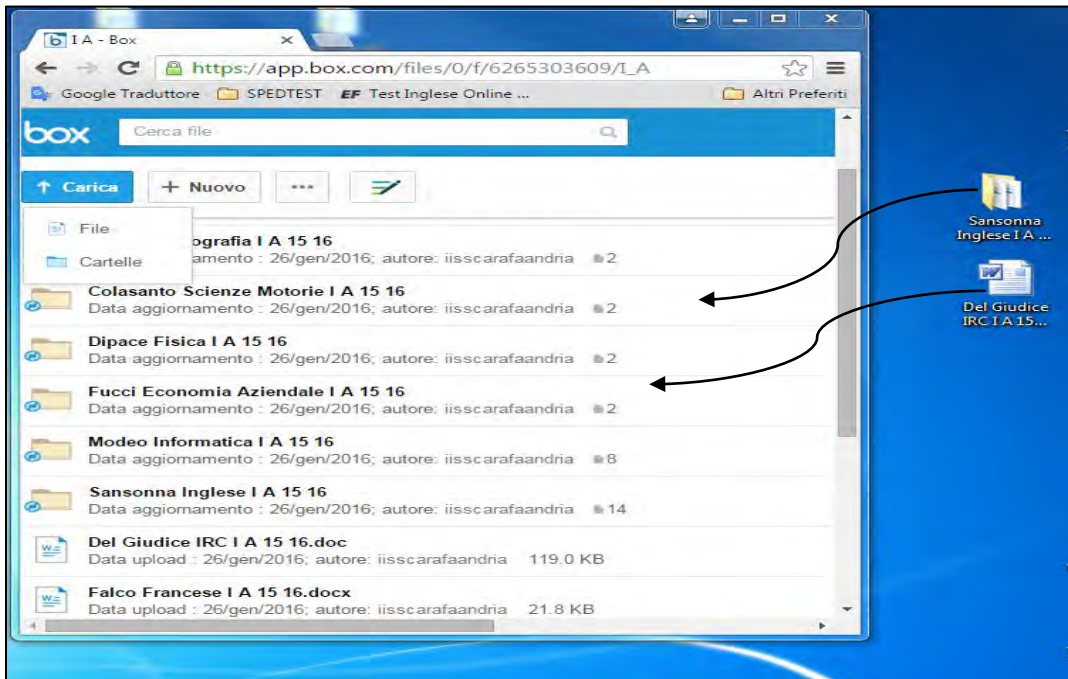 I A - Box
https://app.box.com/files/0/f/6265303609/I_A
Google Traduttore SPEDTEST EF Test Inglese Online ... Altri Preferiti
box Cerca file
Carica + Nuovo ...
File
Cartelle
ografia I A 15 16
amento : 26/gen/2016; autore: iisscarafaandria 2
Colasanto Scienze Motorie I A 15 16
Data aggiornamento : 26/gen/2016; autore: iisscarafaandria 2
Dipace Fisica I A 15 16
Data aggiornamento : 26/gen/2016; autore: iisscarafaandria 2
Fucci Economia Aziendale I A 15 16
Data aggiornamento : 26/gen/2016; autore: iisscarafaandria 2
Modeo Informatica I A 15 16
Data aggiornamento : 26/gen/2016; autore: iisscarafaandria 8
Sansonna Inglese I A 15 16
Data aggiornamento : 26/gen/2016; autore: iisscarafaandria 14
Del Giudice IRC I A 15 16.doc
Data upload : 26/gen/2016; autore: iisscarafaandria 119.0 KB
Falco Francese I A 15 16.docx
Data upload : 26/gen/2016; autore: iisscarafaandria 21.8 KB
Sansonna
Inglese I A ...
Del Giudice
IRC I A 15...